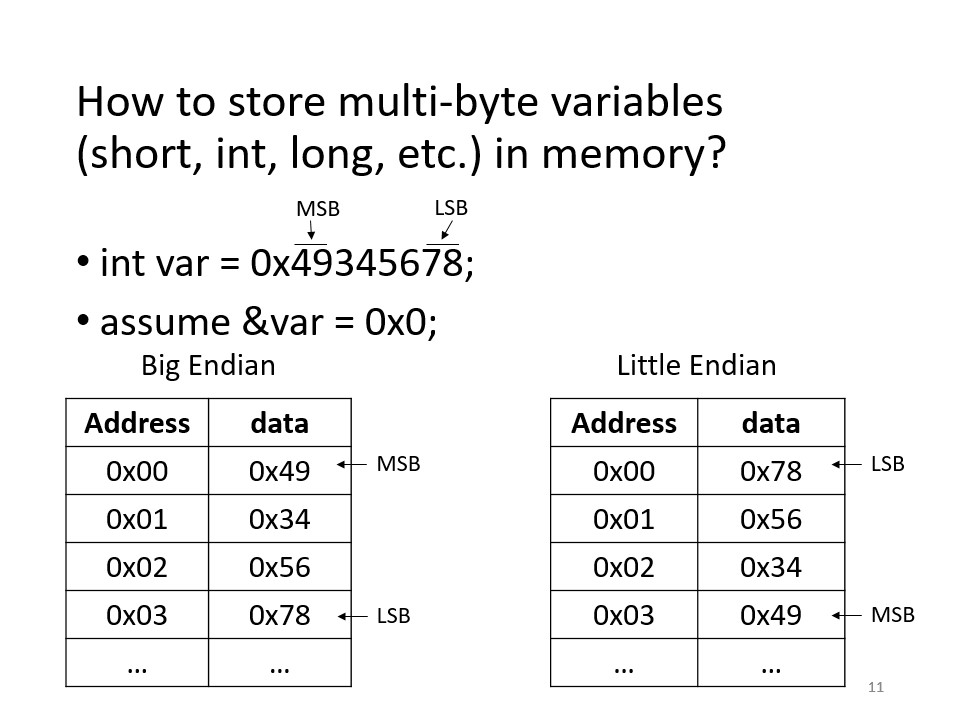 How to store multi-byte variables
(short, int, long, etc.) in memory?
MSB LSB
• int var = 0x49345678;
• assume &var = 0x0;
Big Endian
Address data
0x00 0x49 MSB
0x01 0x34
0x02 0x56
0x03 0x78 LSB
... ...
Little Endian
Address data
0x00 0x78 LSB
0x01 0x56
0x02 0x34
0x03 0x49 MSB
... ...
11